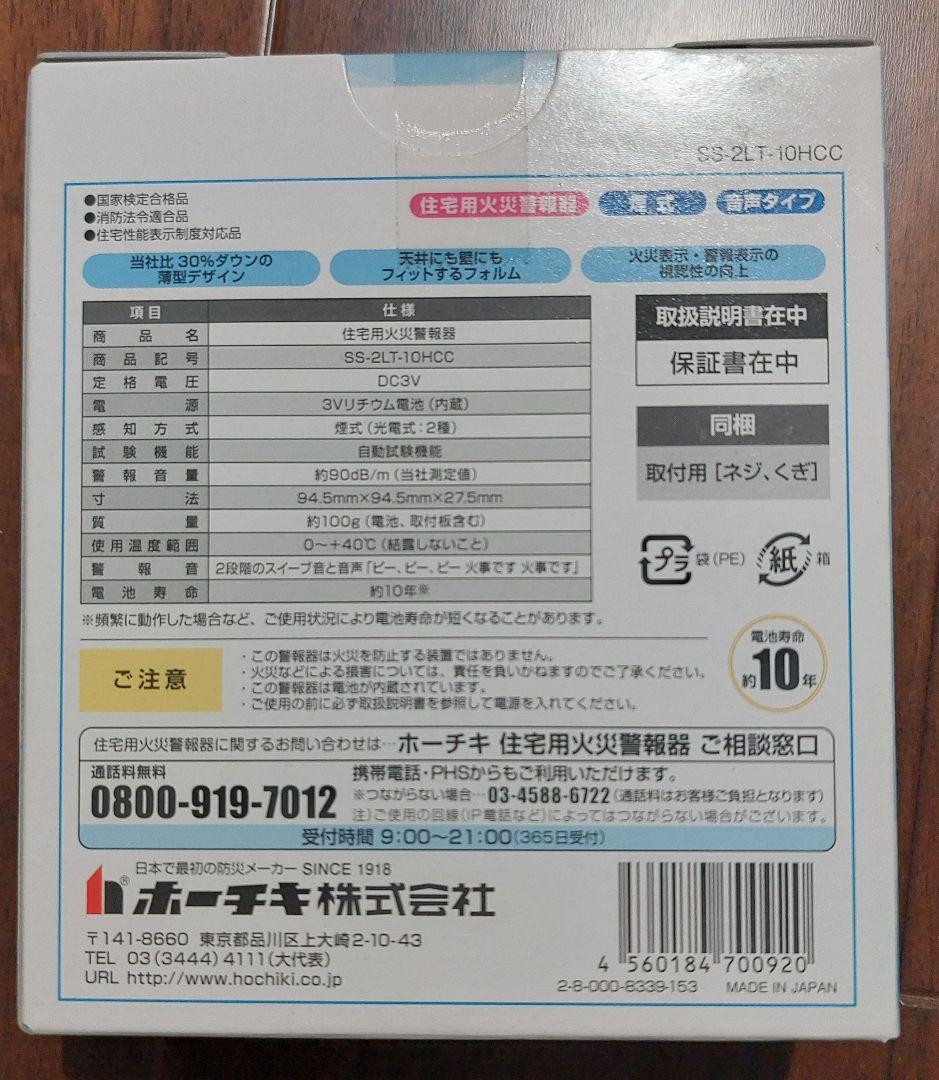 SS-2LT-10HCC
●国家検定合格品
●消防法令適合品
●住宅性能表示制度対応品
住宅用火災警報器 煙式 音声タイプ
当社比 30%ダウンの
薄型デザイン
天井にも壁にも
フィットするフォルム
火災表示・警報表示の
視認性の向上
項目 仕様
商品名 住宅用火災警報器
商品記号 SS-2LT-10HCC
定格電圧 DC3V
電源 3Vリチウム電池(内蔵)
感知方式 煙式(光電式:2種)
試験機能 自動試験機能
警報音量 約90dB/m(当社測定値)
寸法 94.5mm×94.5mm×27.5mm
質量 約100g(電池、取付板含む)
使用温度範囲 0〜+40℃(結露しないこと)
警報音 2段階のスイープ音と音声「ピー、ピー、ピー 火事です 火事です」
電池寿命 約10年※
※頻繁に動作した場合など、ご使用状況により電池寿命が短くなることがあります。
取扱説明書在中
保証書在中
同梱
取付用[ネジ、くぎ]
プラ 袋(PE) 紙 箱
電池寿命
約10年
ご注意
・この警報器は火災を防止する装置ではありません。
・火災などによる損害については、責任を負いかねますのでご了承ください。
・この警報器は電池が内蔵されています。
・ご使用の前に必ず取扱説明書を参照して電源を入れてください。
住宅用火災警報器に関するお問い合わせは…ホーチキ 住宅用火災警報器 ご相談窓口
通話料無料
0800-919-7012
携帯電話・PHSからもご利用いただけます。
※つながらない場合…03-4588-6722(通話料はお客様ご負担となります)
注)ご使用の回線(IP電話など)によってはつながらない場合がございます。
受付時間 9:00〜21:00(365日受付)
日本で最初の防災メーカー SINCE 1918
®ホーチキ株式会社
〒141-8660 東京都品川区上大崎2-10-43
TEL 03(3444)4111(大代表)
URL http://www.hochiki.co.jp
4 560184 700920
2-8-000-8339-153 MADE IN JAPAN